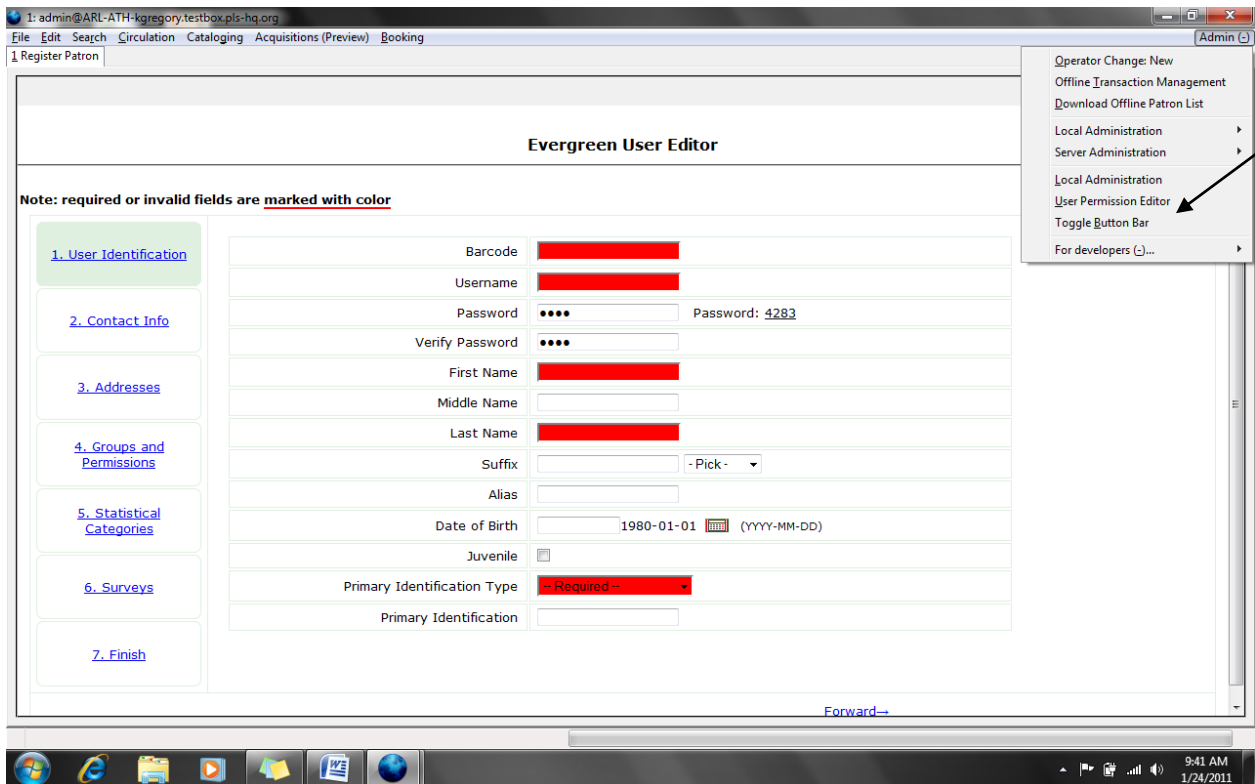 1: admin@ARL-ATH-kgregory.testbox.pls-hq.org
File Edit Search Circulation Cataloging Acquisitions (Preview) Booking Admin (-)
1 Register Patron
Operator Change: New
Offline Transaction Management
Download Offline Patron List
Local Administration
Server Administration
Local Administration
User Permission Editor
Toggle Button Bar
For developers (-)...
Evergreen User Editor
Note: required or invalid fields are marked with color
1. User Identification
2. Contact Info
3. Addresses
4. Groups and
Permissions
5. Statistical
Categories
6. Surveys
7. Finish
Barcode
Username
Password •••• Password: 4283
Verify Password ••••
First Name
Middle Name
Last Name
Suffix - Pick -
Alias
Date of Birth 1980-01-01 (YYYY-MM-DD)
Juvenile
Primary Identification Type -- Required --
Primary Identification
Forward→
9:41 AM
1/24/2011